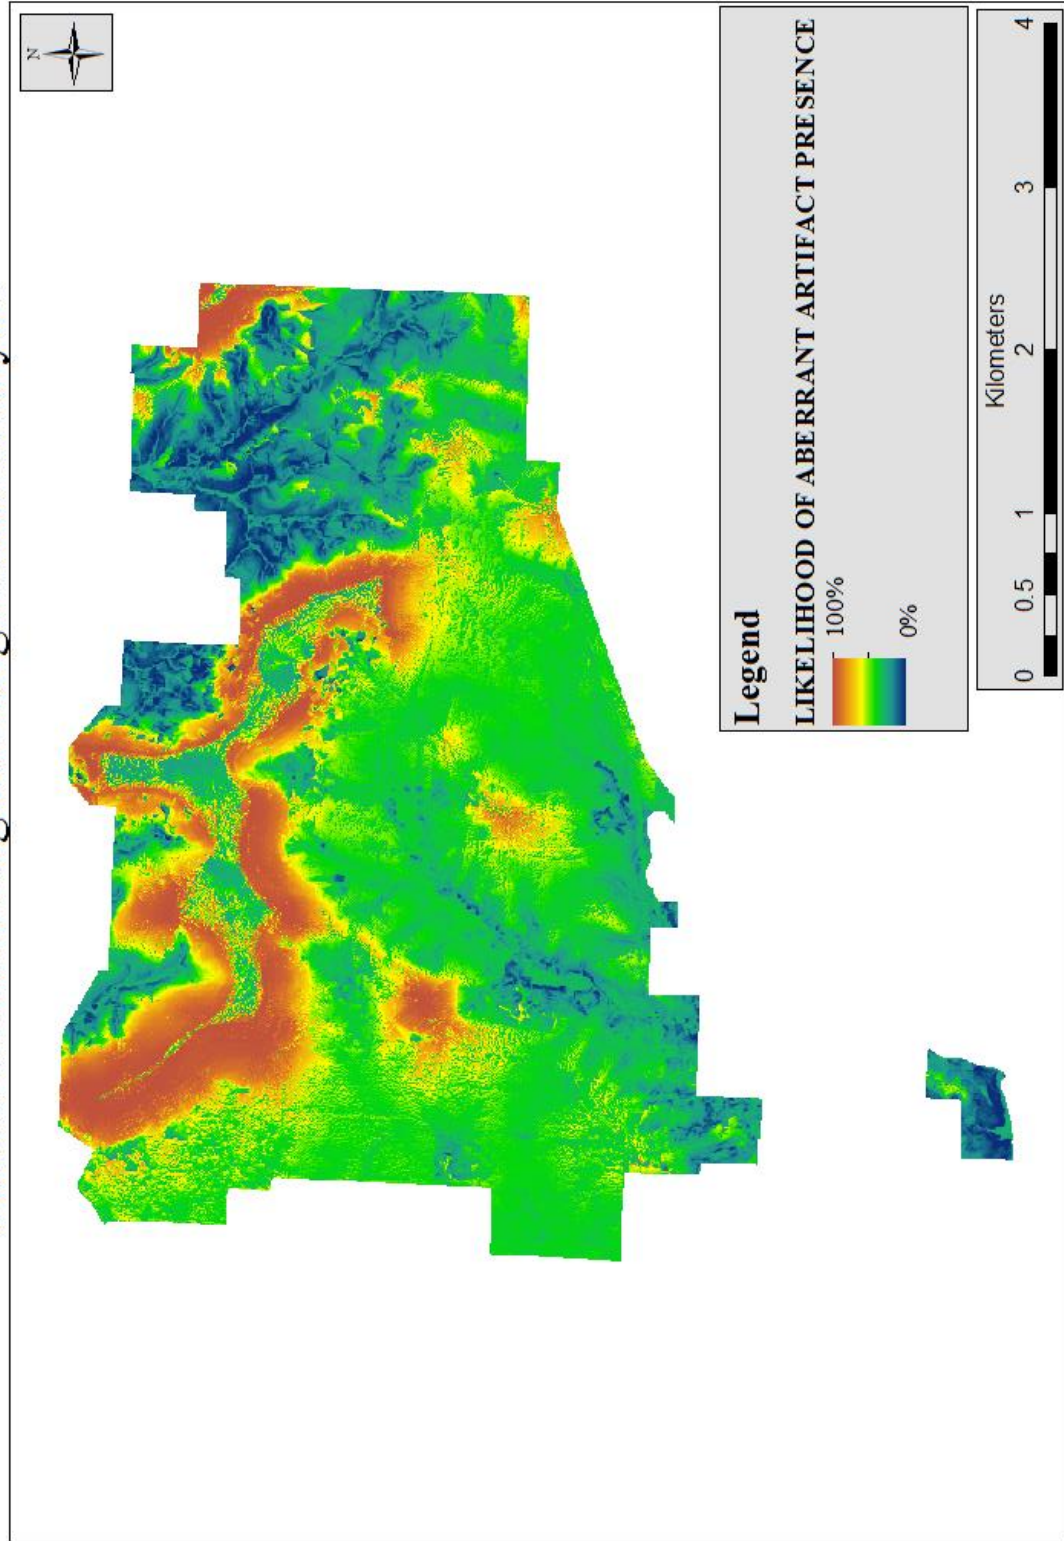 N
Legend
LIKELIHOOD OF ABERRANT ARTIFACT PRESENCE
100%
0%
Kilometers
0 0.5 1 2 3 4